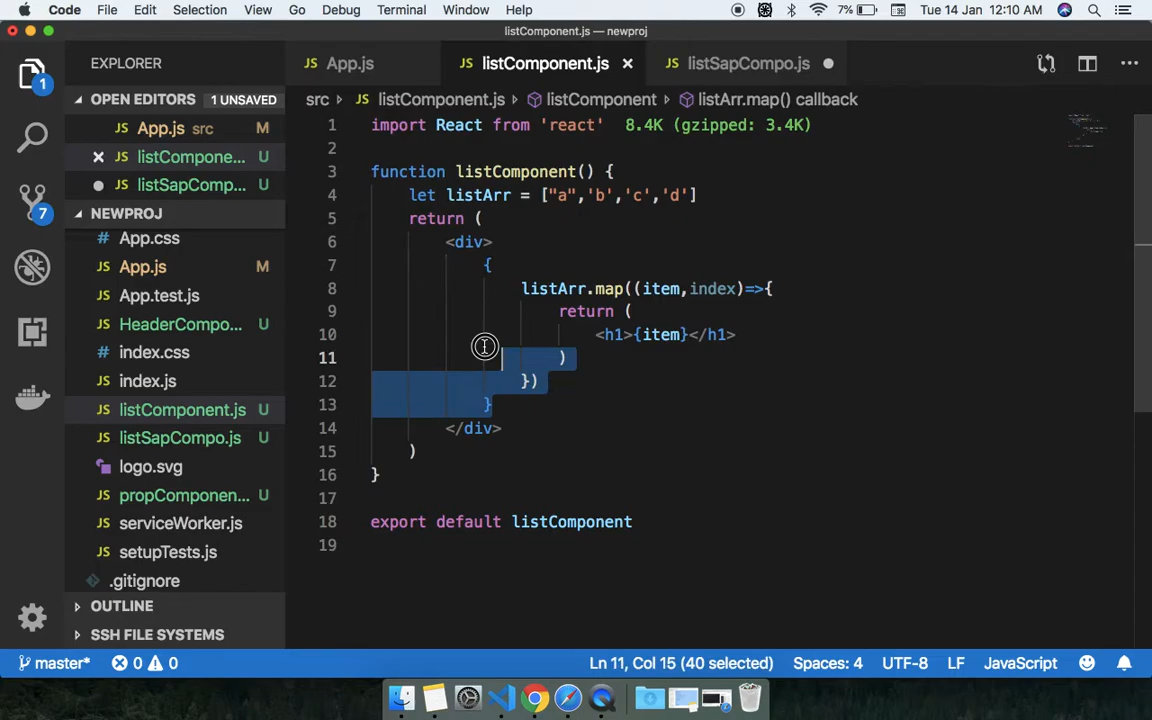 Code File Edit Selection View Go Debug Terminal Window Help 7% Tue 14 Jan 12:10 AM
listComponent.js — newproj
EXPLORER
App.js
listComponent.js
listSapCompo.js
1
OPEN EDITORS 1 UNSAVED
App.js src M
listCompone... U
listSapComp... U
7
NEWPROJ
App.css
App.js M
App.test.js
HeaderCompo... U
index.css
index.js
listComponent.js U
listSapCompo.js U
logo.svg
propComponen... U
serviceWorker.js
setupTests.js
.gitignore
OUTLINE
SSH FILE SYSTEMS
src listComponent.js listComponent listArr.map() callback
1 import React from 'react' 8.4K (gzipped: 3.4K)
2
3 function listComponent() {
4 let listArr = ["a",'b','c','d']
5 return (
6 <div>
7 {
8 listArr.map((item,index)=>{
9 return (
10 <h1>{item}</h1>
11 )
12 })
13 }
14 </div>
15 )
16 }
17
18 export default listComponent
19
master* 0 0 Ln 11, Col 15 (40 selected) Spaces: 4 UTF-8 LF JavaScript